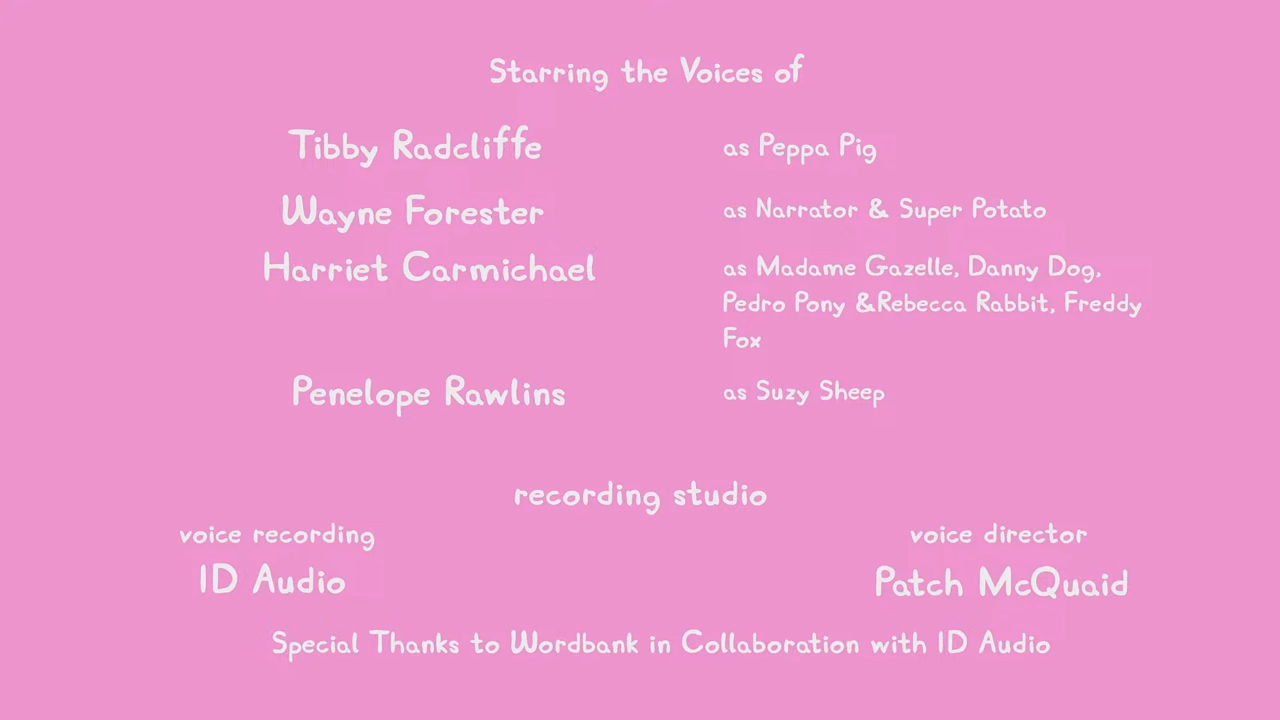 Starring the Voices of
Tibby Radcliffe as Peppa Pig
Wayne Forester as Narrator & Super Potato
Harriet Carmichael as Madame Gazelle, Danny Dog,
Pedro Pony &Rebecca Rabbit, Freddy
Fox
Penelope Rawlins as Suzy Sheep
recording studio
voice recording voice director
ID Audio Patch McQuaid
Special Thanks to Wordbank in Collaboration with ID Audio